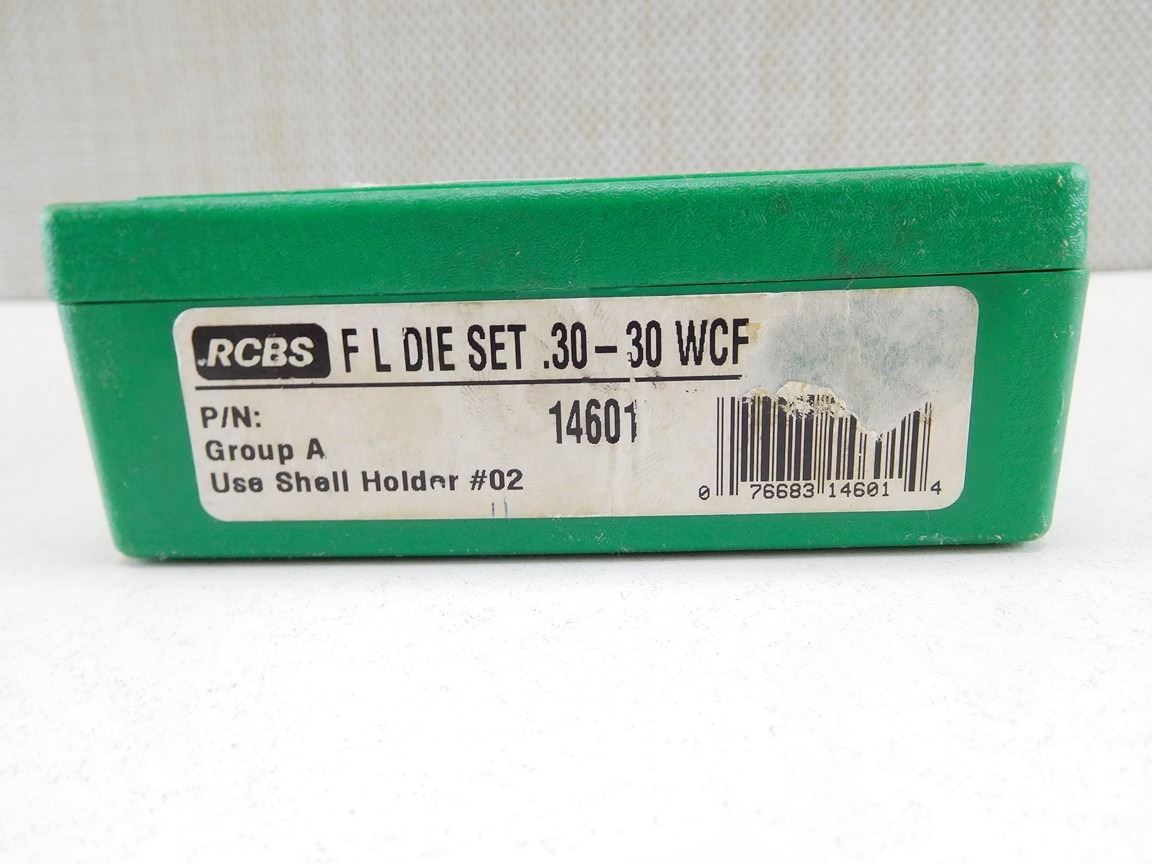 RCBS F L DIE SET .30-30 WCF
P/N: 14601
Group A
Use Shell Holder #02
0 76683 14601 4